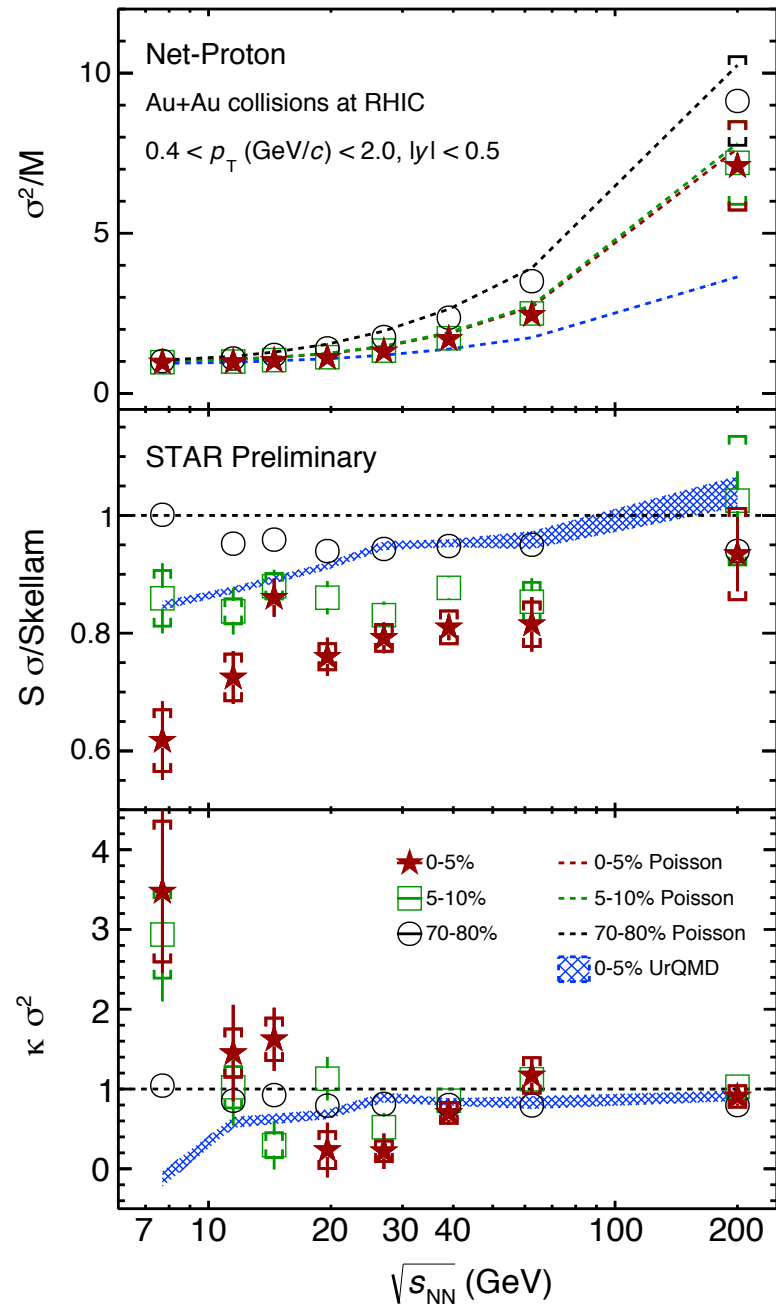 Net-Proton
Au+Au collisions at RHIC
0.4 < p_T (GeV/c) < 2.0, |y| < 0.5
σ²/M
10
5
0
STAR Preliminary
S σ/Skellam
1
0.8
0.6
κ σ²
4
3
2
1
0
0-5%
0-5% Poisson
5-10%
5-10% Poisson
70-80%
70-80% Poisson
0-5% UrQMD
7 10 20 30 40 100 200
√s_NN (GeV)